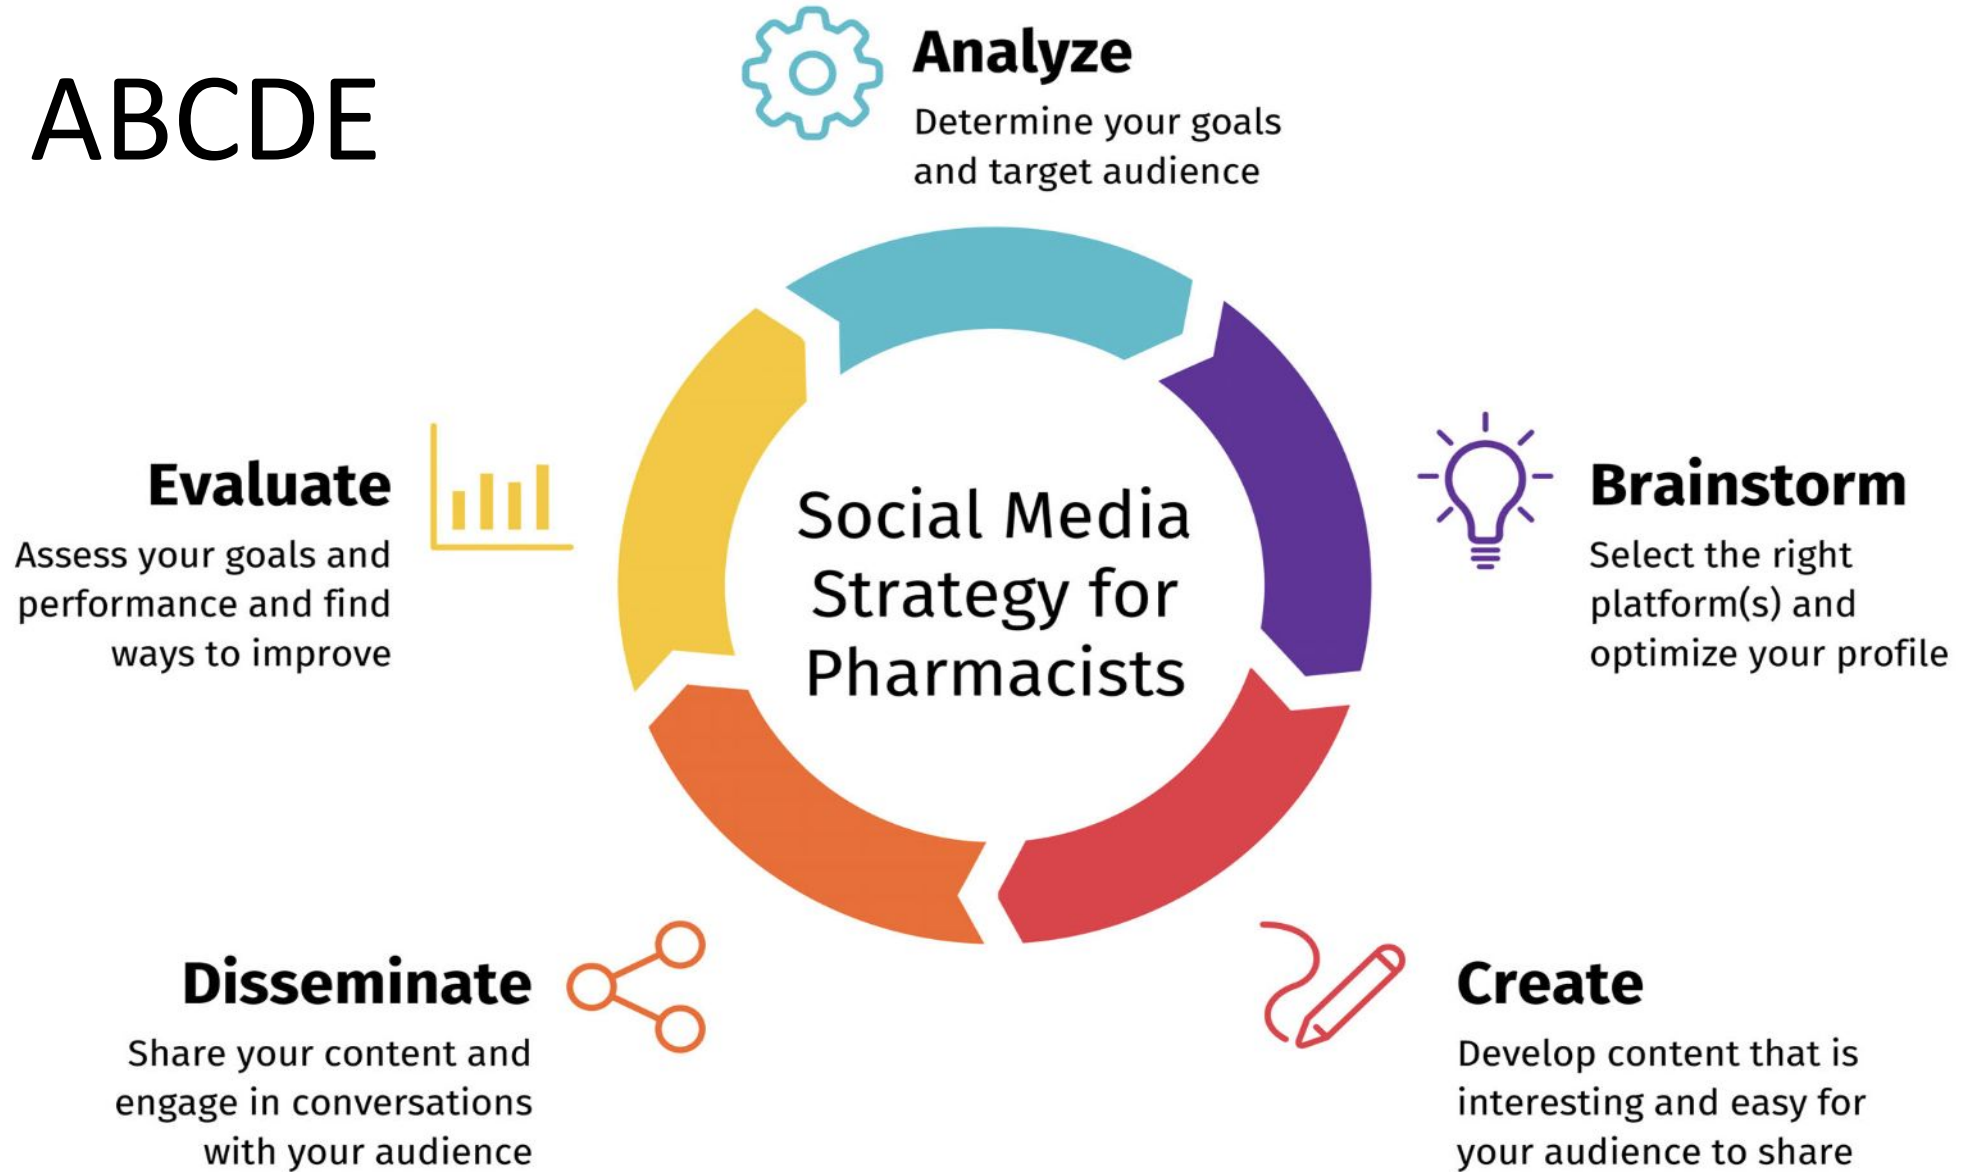 ABCDE
Analyze
Determine your goals
and target audience
Brainstorm
Select the right
platform(s) and
optimize your profile
Create
Develop content that is
interesting and easy for
your audience to share
Disseminate
Share your content and
engage in conversations
with your audience
Evaluate
Assess your goals and
performance and find
ways to improve
Social Media
Strategy for
Pharmacists